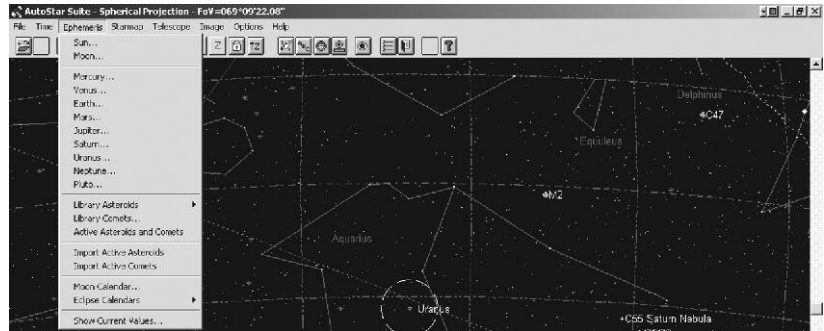 AutoStar Suite - Spherical Projection - FoV=069°09'22.08"
File Time Ephemeris Starmap Telescope Image Options Help
Sun...
Moon...
Mercury...
Venus...
Earth...
Mars...
Jupiter...
Saturn...
Uranus...
Neptune...
Pluto...
Library Asteroids
Library Comets...
Active Asteroids and Comets
Import Active Asteroids
Import Active Comets
Moon Calendar...
Eclipse Calendars
Show Current Values...
Delphinus
C47
Equuleus
M2
Aquarius
Uranus
C55 Saturn Nebula